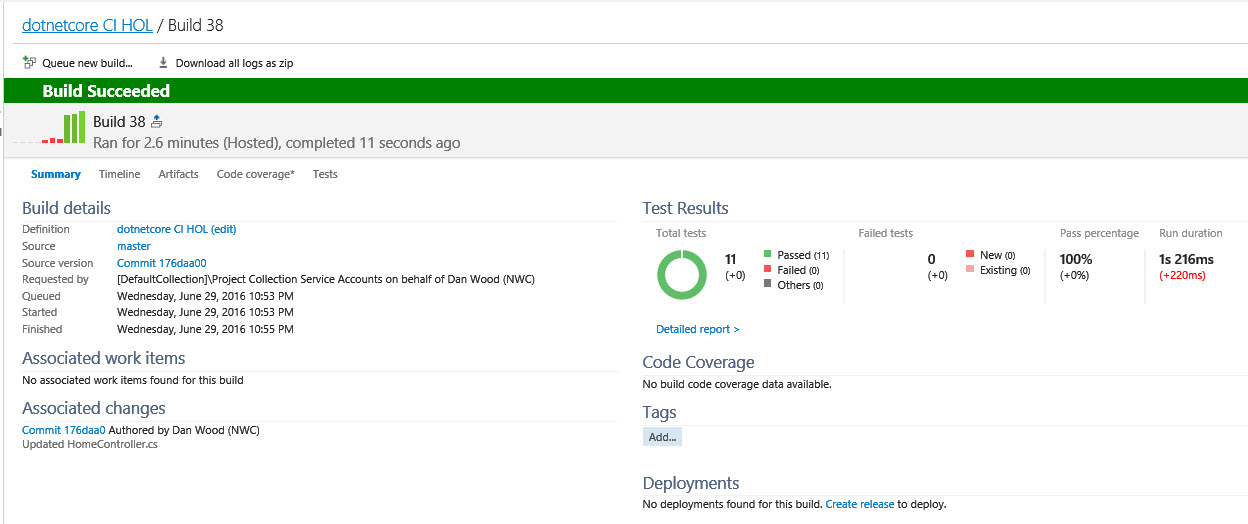 dotnetcore CI HOL / Build 38
Queue new build... Download all logs as zip
Build Succeeded
Build 38
Ran for 2.6 minutes (Hosted), completed 11 seconds ago
Summary Timeline Artifacts Code coverage* Tests
Build details
Definition dotnetcore CI HOL (edit)
Source master
Source version Commit 176daa00
Requested by [DefaultCollection]\Project Collection Service Accounts on behalf of Dan Wood (NWC)
Queued Wednesday, June 29, 2016 10:53 PM
Started Wednesday, June 29, 2016 10:53 PM
Finished Wednesday, June 29, 2016 10:55 PM
Associated work items
No associated work items found for this build
Associated changes
Commit 176daa0 Authored by Dan Wood (NWC)
Updated HomeController.cs
Test Results
Total tests Failed tests Pass percentage Run duration
11 Passed (11) 0 New (0) 100% 1s 216ms
(+0) Failed (0) (+0) Existing (0) (+0%) (+220ms)
Others (0)
Detailed report >
Code Coverage
No build code coverage data available.
Tags
Add...
Deployments
No deployments found for this build. Create release to deploy.